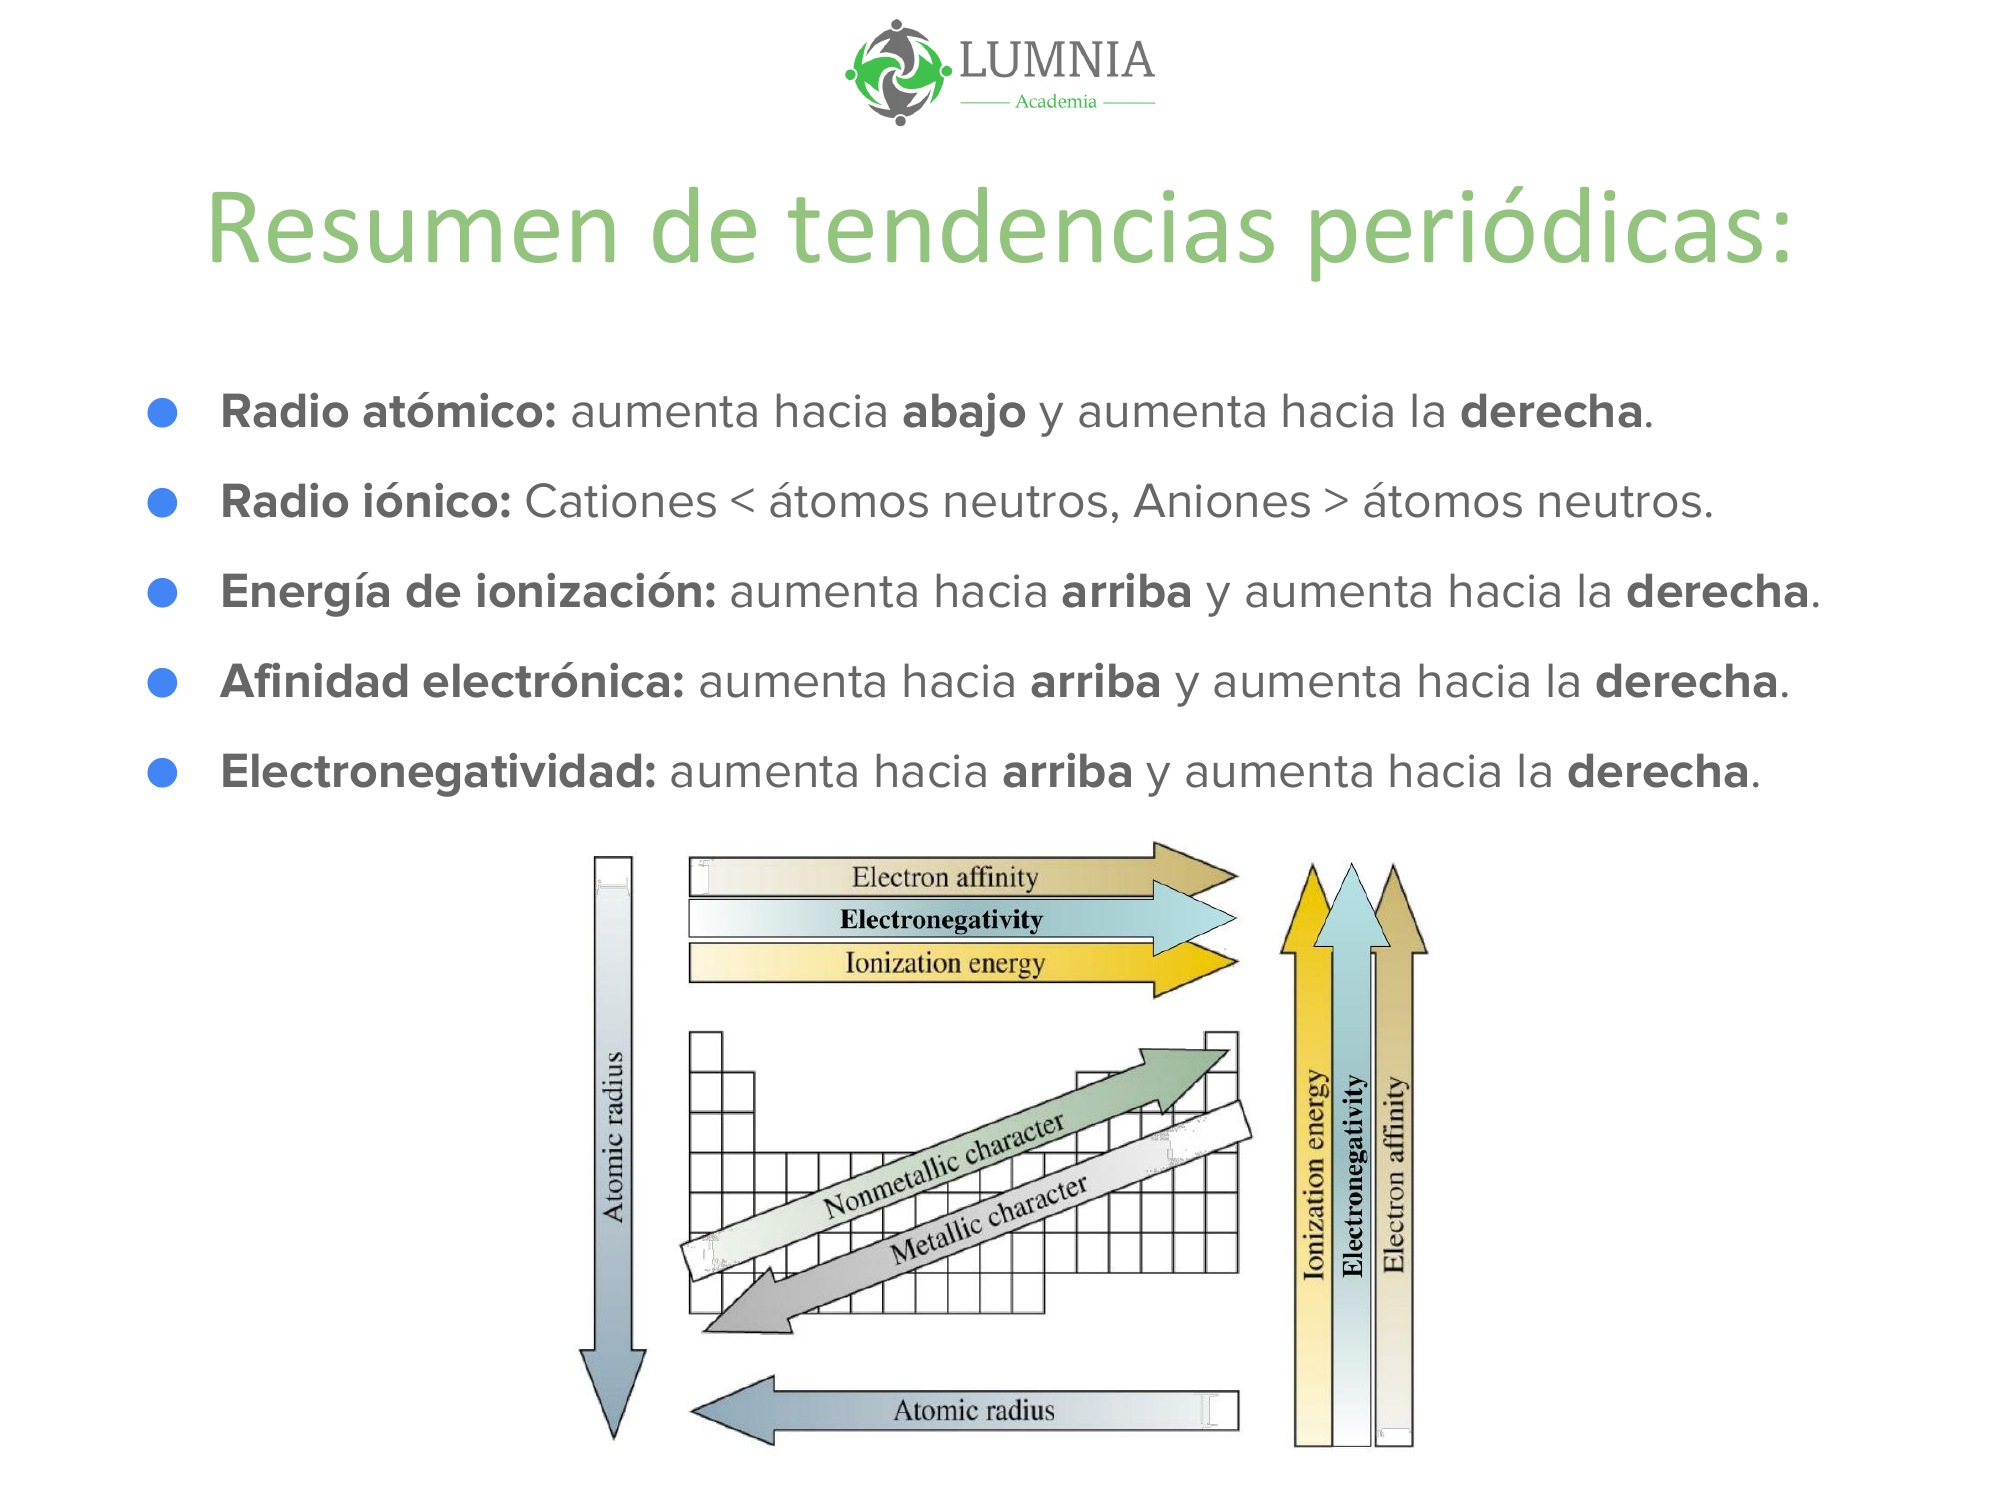 LUMNIA
Academia
Resumen de tendencias periódicas:
Radio atómico: aumenta hacia abajo y aumenta hacia la derecha.
Radio iónico: Cationes < átomos neutros, Aniones > átomos neutros.
Energía de ionización: aumenta hacia arriba y aumenta hacia la derecha.
Afinidad electrónica: aumenta hacia arriba y aumenta hacia la derecha.
Electronegatividad: aumenta hacia arriba y aumenta hacia la derecha.
Electron affinity
Electronegativity
Ionization energy
Atomic radius
Nonmetallic character
Metallic character
Ionization energy
Electronegativity
Electron affinity
Atomic radius